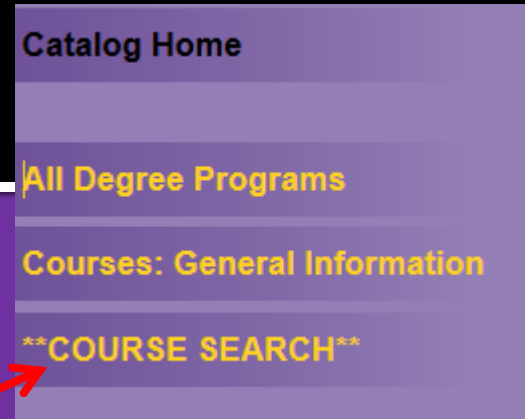 Catalog Home
All Degree Programs
Courses: General Information
**COURSE SEARCH**